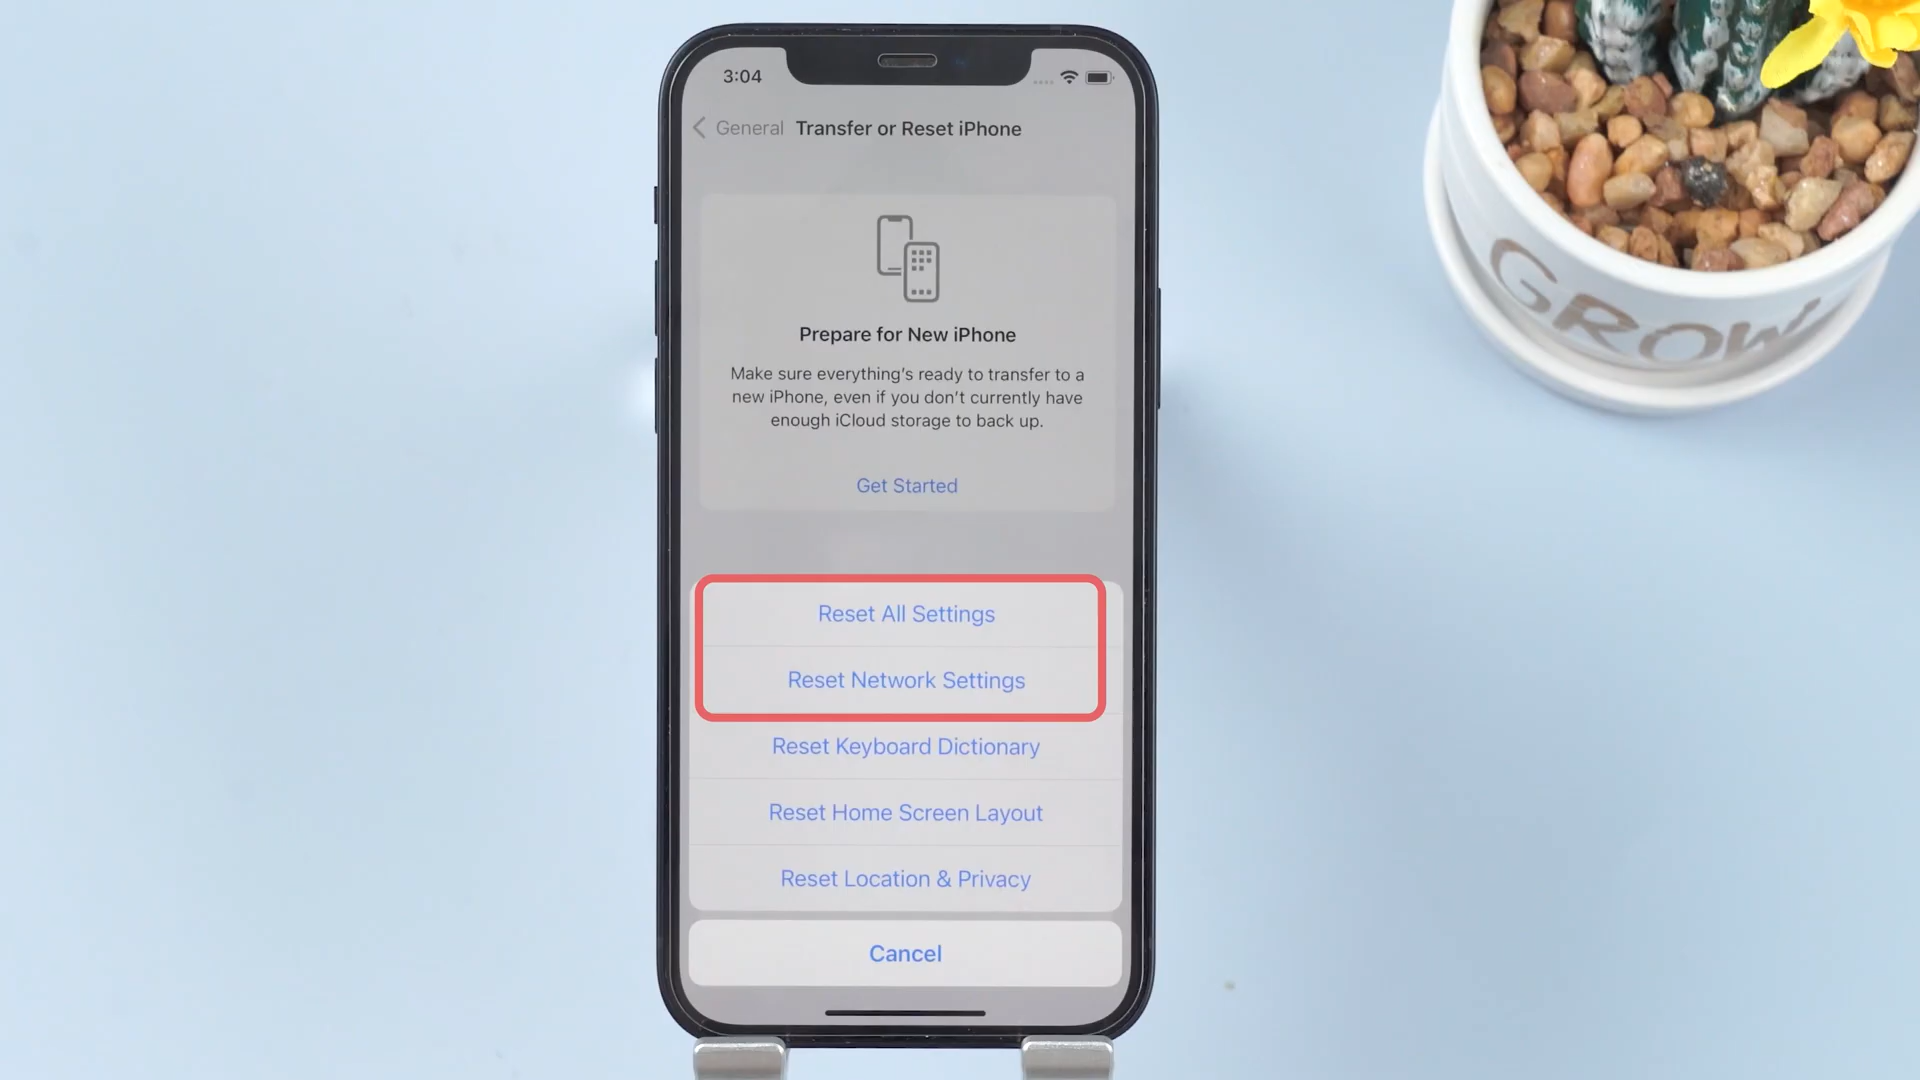 3:04
General Transfer or Reset iPhone
Prepare for New iPhone
Make sure everything's ready to transfer to a
new iPhone, even if you don't currently have
enough iCloud storage to back up.
Get Started
Reset All Settings
Reset Network Settings
Reset Keyboard Dictionary
Reset Home Screen Layout
Reset Location & Privacy
Cancel
GROW